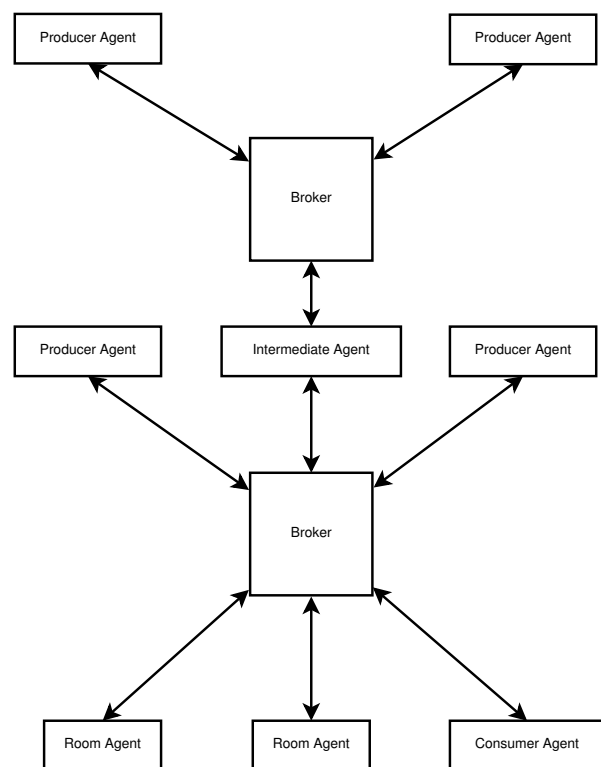 Producer Agent
Producer Agent
Broker
Producer Agent
Intermediate Agent
Producer Agent
Broker
Room Agent
Room Agent
Consumer Agent